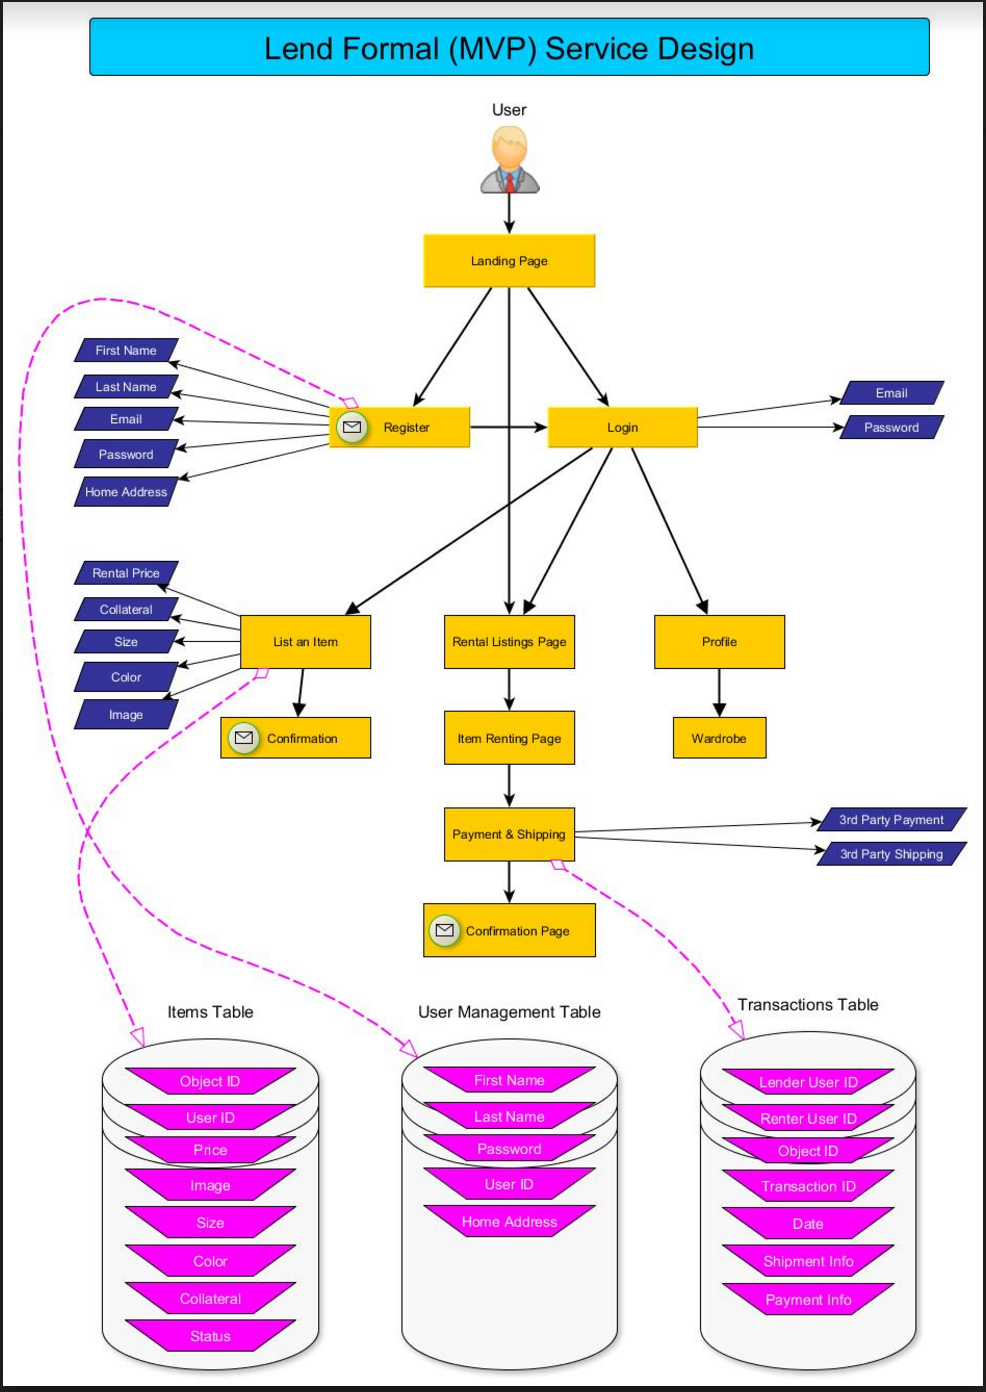 Lend Formal (MVP) Service Design
User
Landing Page
First Name
Last Name
Email
Password
Home Address
Register
Login
Email
Password
Rental Price
Collateral
Size
Color
Image
List an Item
Rental Listings Page
Profile
Confirmation
Item Renting Page
Wardrobe
Payment & Shipping
3rd Party Payment
3rd Party Shipping
Confirmation Page
Items Table
Object ID
User ID
Price
Image
Size
Color
Collateral
Status
User Management Table
First Name
Last Name
Password
User ID
Home Address
Transactions Table
Lender User ID
Renter User ID
Object ID
Transaction ID
Date
Shipment Info
Payment Info